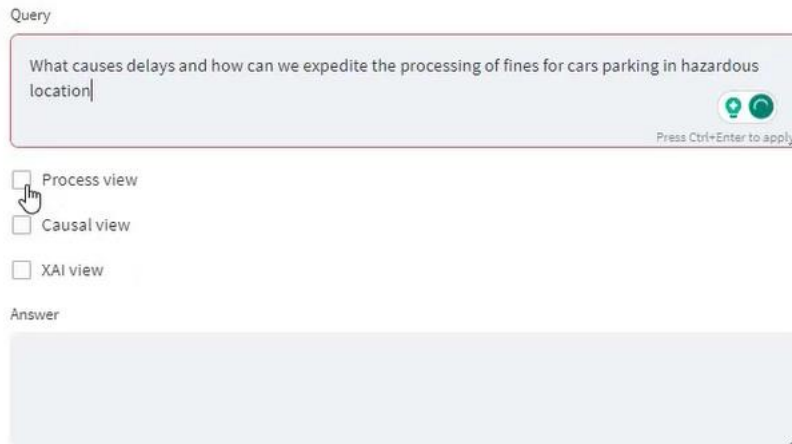 Query
What causes delays and how can we expedite the processing of fines for cars parking in hazardous
location
Press Ctrl+Enter to apply
Process view
Causal view
XAI view
Answer